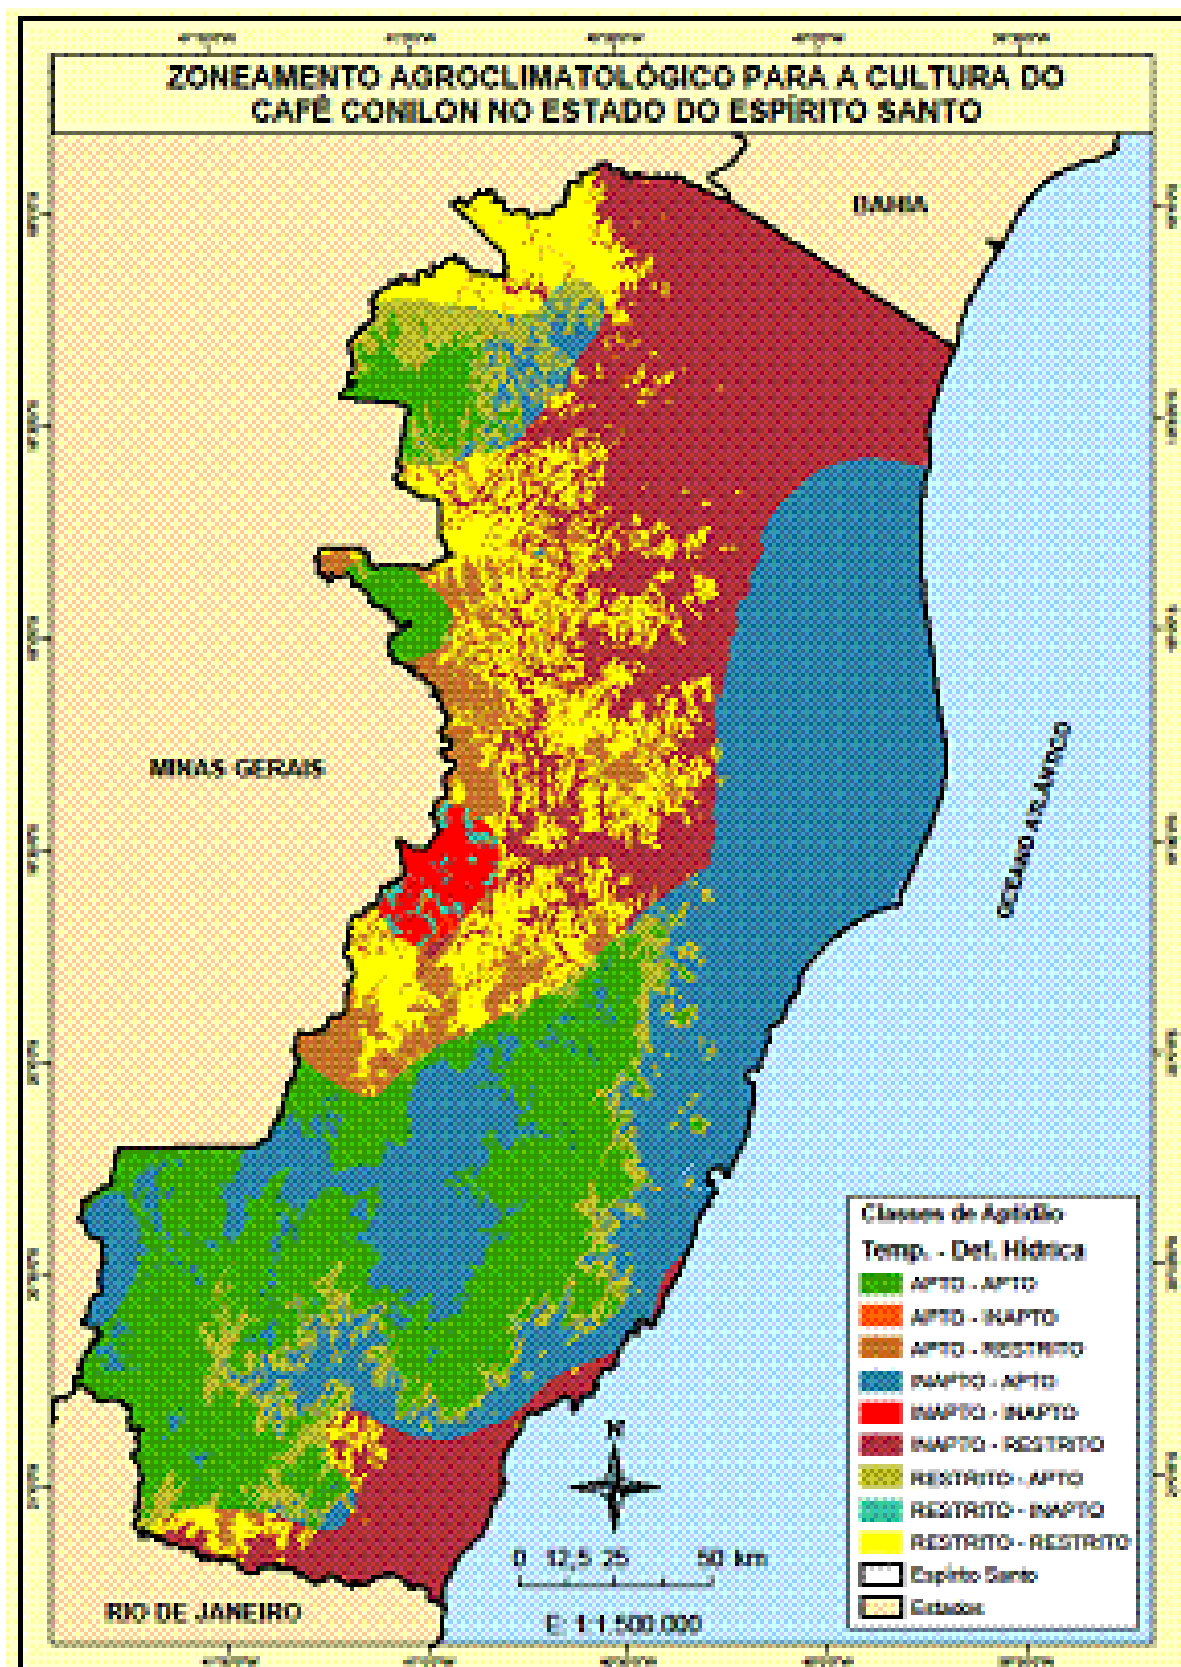 ZONEAMENTO AGROCLIMATOLÓGICO PARA A CULTURA DO
CAFÉ CONILON NO ESTADO DO ESPÍRITO SANTO
BAHIA
MINAS GERAIS
OCEANO ATLÂNTICO
RIO DE JANEIRO
N
0 12,5 25 50 km
E: 1:1.500.000
Classes de Aptidão
Temp. - Def. Hídrica
APTO - APTO
APTO - INAPTO
APTO - RESTRITO
INAPTO - APTO
INAPTO - INAPTO
INAPTO - RESTRITO
RESTRITO - APTO
RESTRITO - INAPTO
RESTRITO - RESTRITO
Espírito Santo
Estados